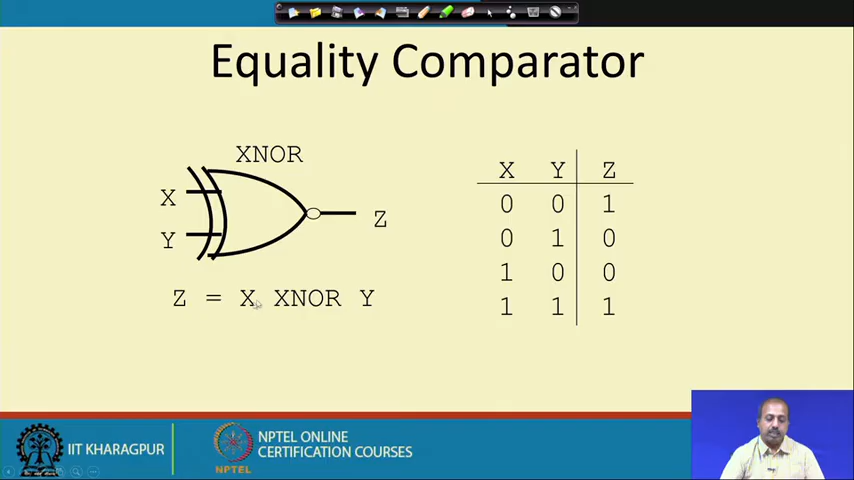 Equality Comparator
XNOR
X
Y
Z
Z = X XNOR Y
X Y Z
0 0 1
0 1 0
1 0 0
1 1 1
IIT KHARAGPUR
NPTEL
NPTEL ONLINE
CERTIFICATION COURSES